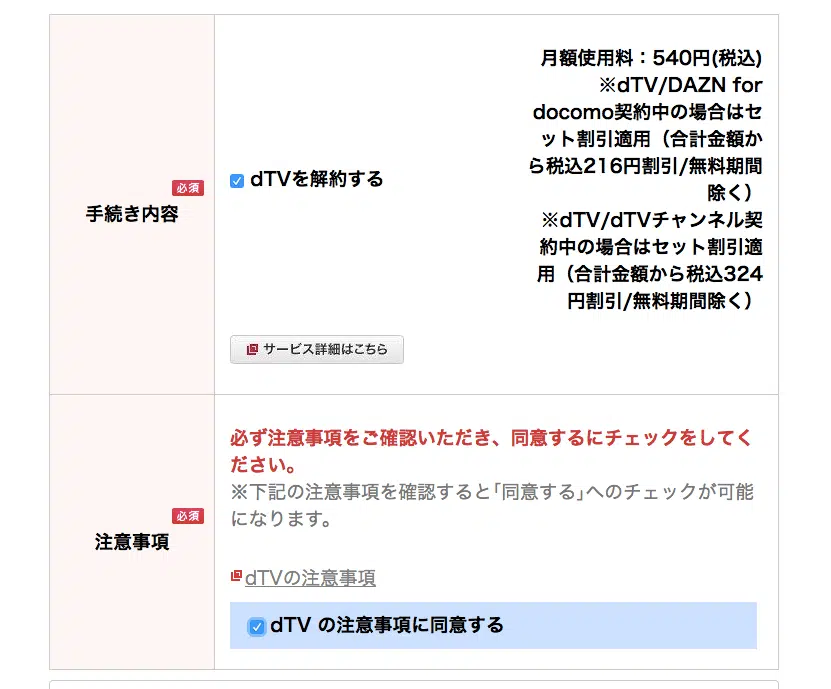 必須
手続き内容
dTVを解約する
月額使用料：540円(税込)
※dTV/DAZN for
docomo契約中の場合はセ
ット割引適用（合計金額か
ら税込216円割引/無料期間
除く）
※dTV/dTVチャンネル契
約中の場合はセット割引適
用（合計金額から税込324
円割引/無料期間除く）
サービス詳細はこちら
必須
注意事項
必ず注意事項をご確認いただき、同意するにチェックをしてく
ださい。
※下記の注意事項を確認すると｢同意する｣へのチェックが可能
になります。
dTVの注意事項
dTV の注意事項に同意する